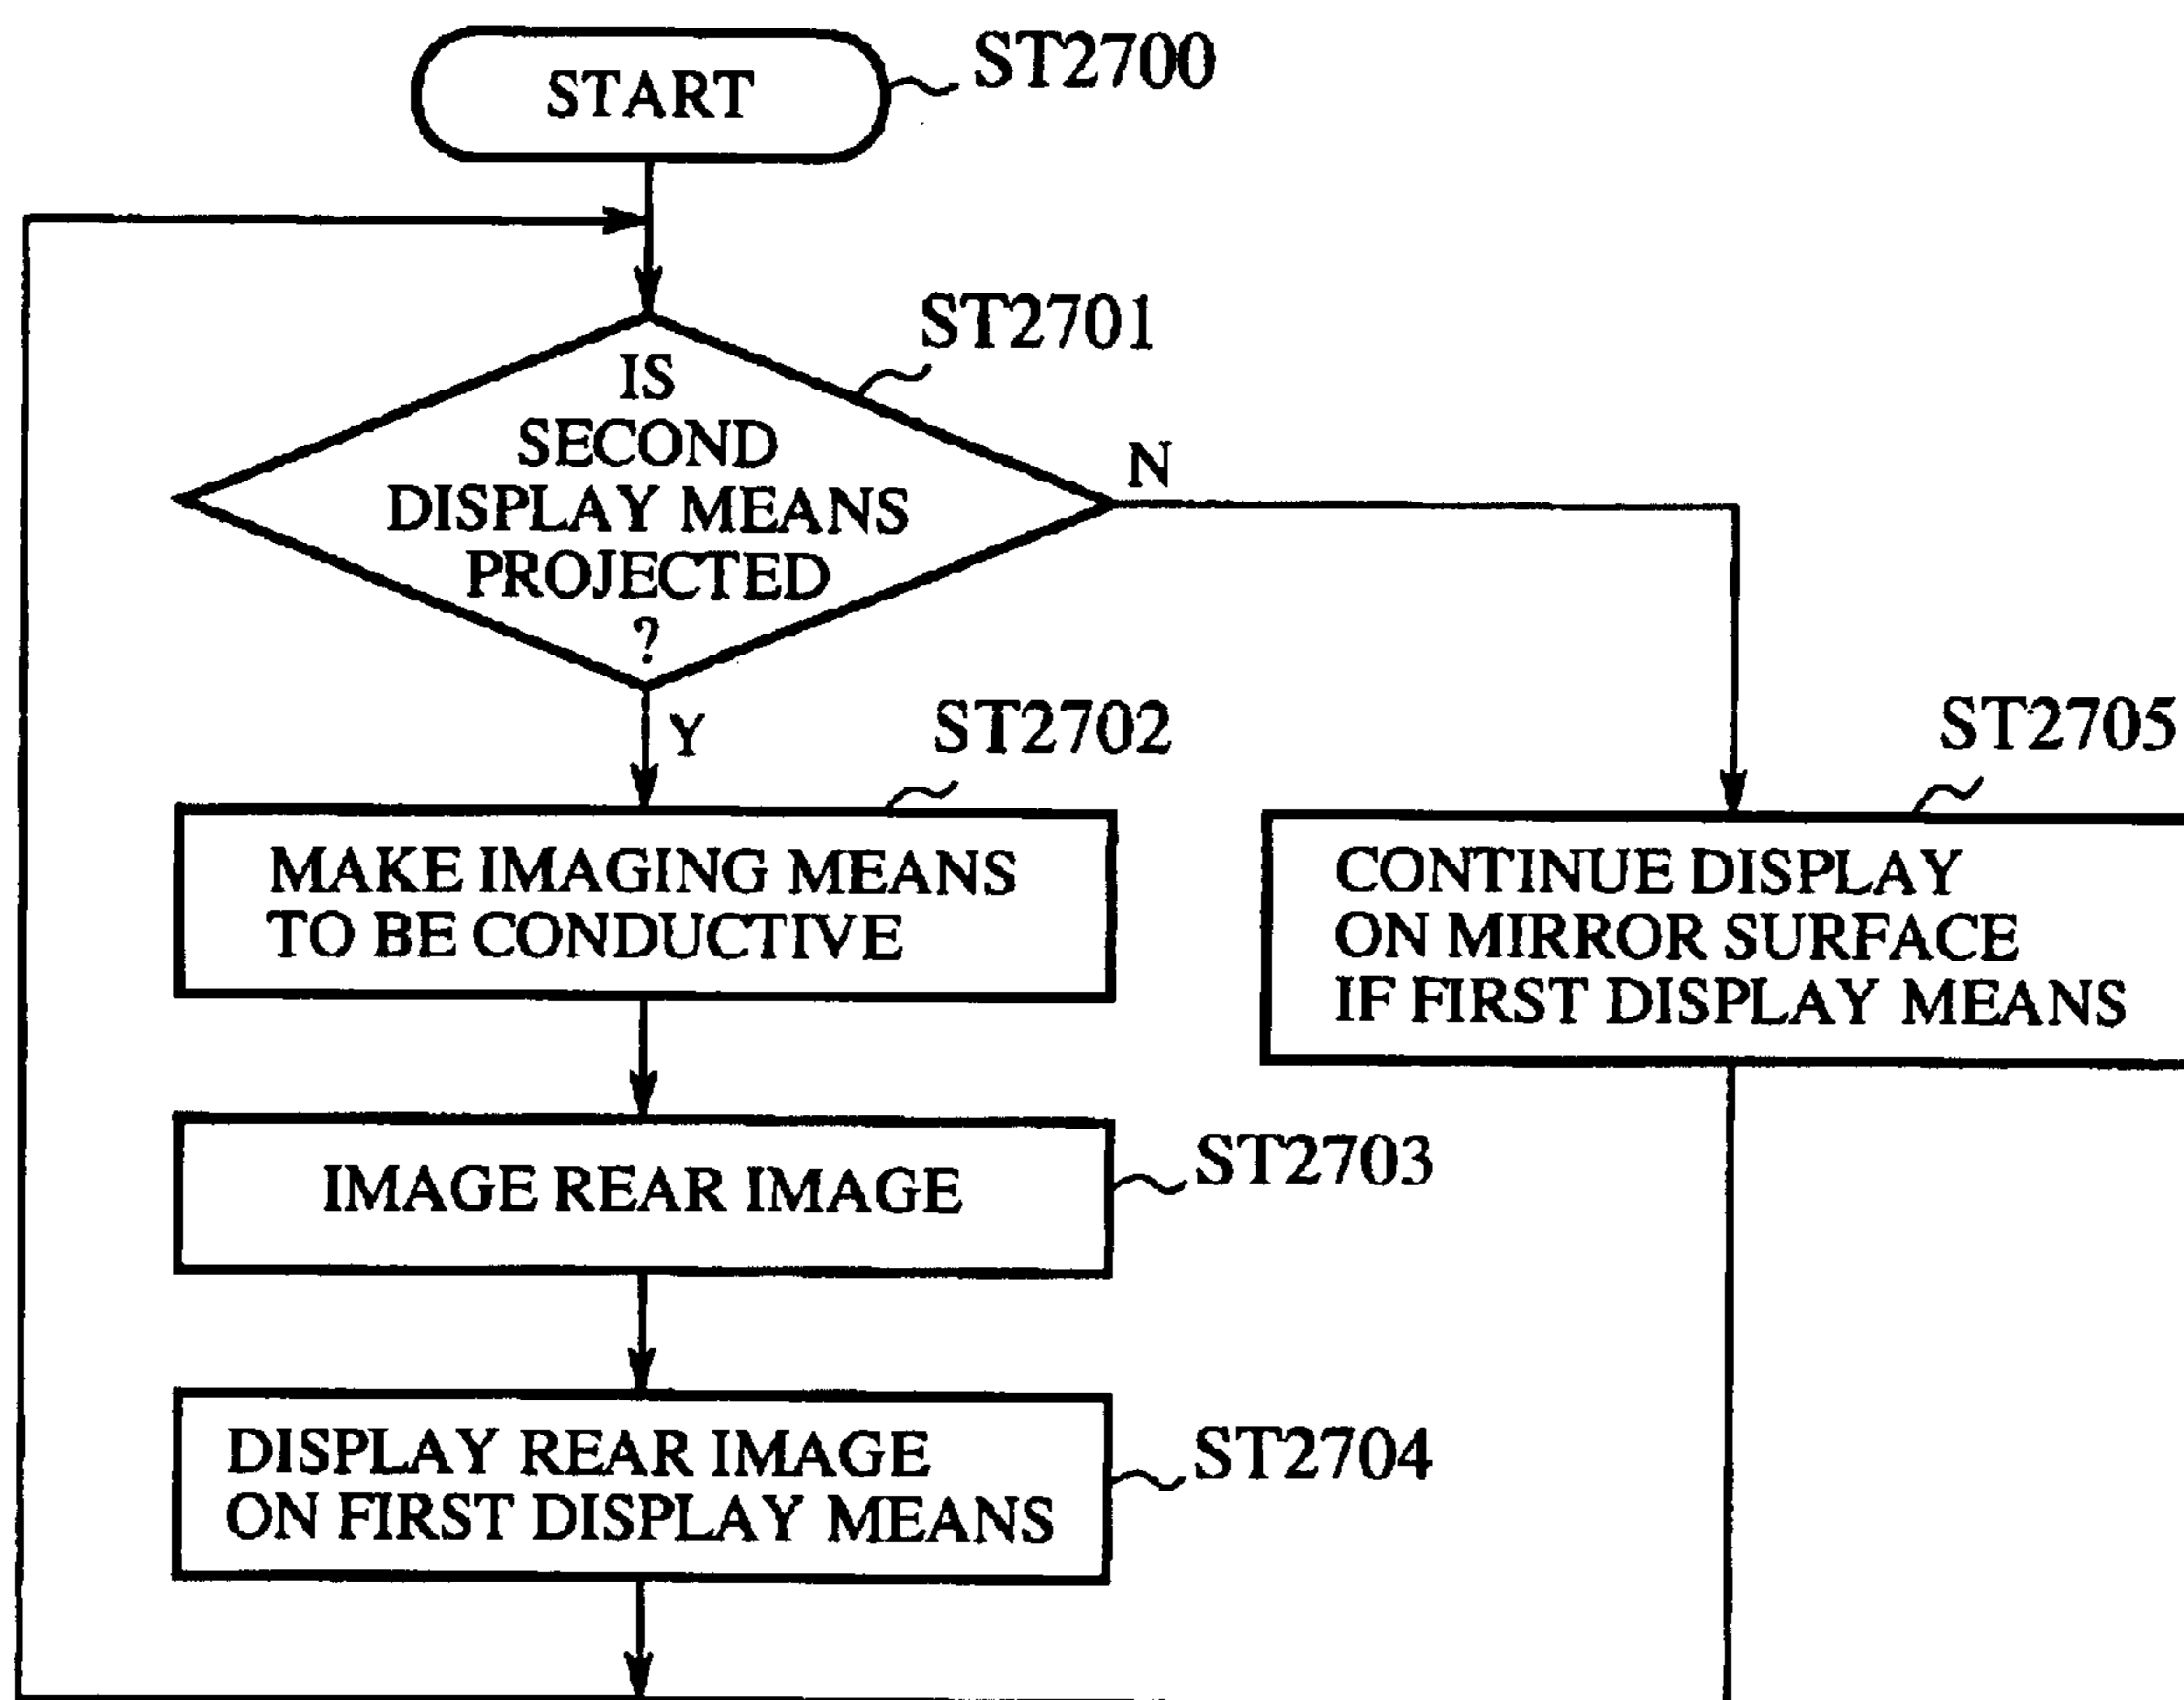 START
ST2700
ST2701
IS
SECOND
DISPLAY MEANS
PROJECTED
?
N
Y
ST2702
ST2705
MAKE IMAGING MEANS
TO BE CONDUCTIVE
CONTINUE DISPLAY
ON MIRROR SURFACE
IF FIRST DISPLAY MEANS
IMAGE REAR IMAGE
ST2703
DISPLAY REAR IMAGE
ON FIRST DISPLAY MEANS
ST2704